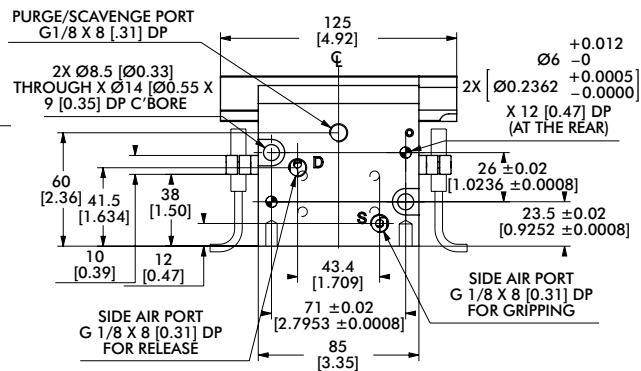 PURGE/SCAVENGE PORT
G1/8 X 8 [.31] DP
125
[4.92]
CL
2X Ø8.5 [Ø0.33]
THROUGH X Ø14 [Ø0.55 X
9 [0.35] DP C'BORE
+0.012
Ø6 -0
2X [Ø0.2362 +0.0005
-0.0000
X 12 [0.47] DP
(AT THE REAR)
D
S
60
[2.36]
41.5
[1.634]
38
[1.50]
10
[0.39]
12
[0.47]
26 ±0.02
[1.0236 ±0.0008]
23.5 ±0.02
[0.9252 ±0.0008]
43.4
[1.709]
71 ±0.02
[2.7953 ±0.0008]
85
[3.35]
SIDE AIR PORT
G 1/8 X 8 [0.31] DP
FOR RELEASE
SIDE AIR PORT
G 1/8 X 8 [0.31] DP
FOR GRIPPING